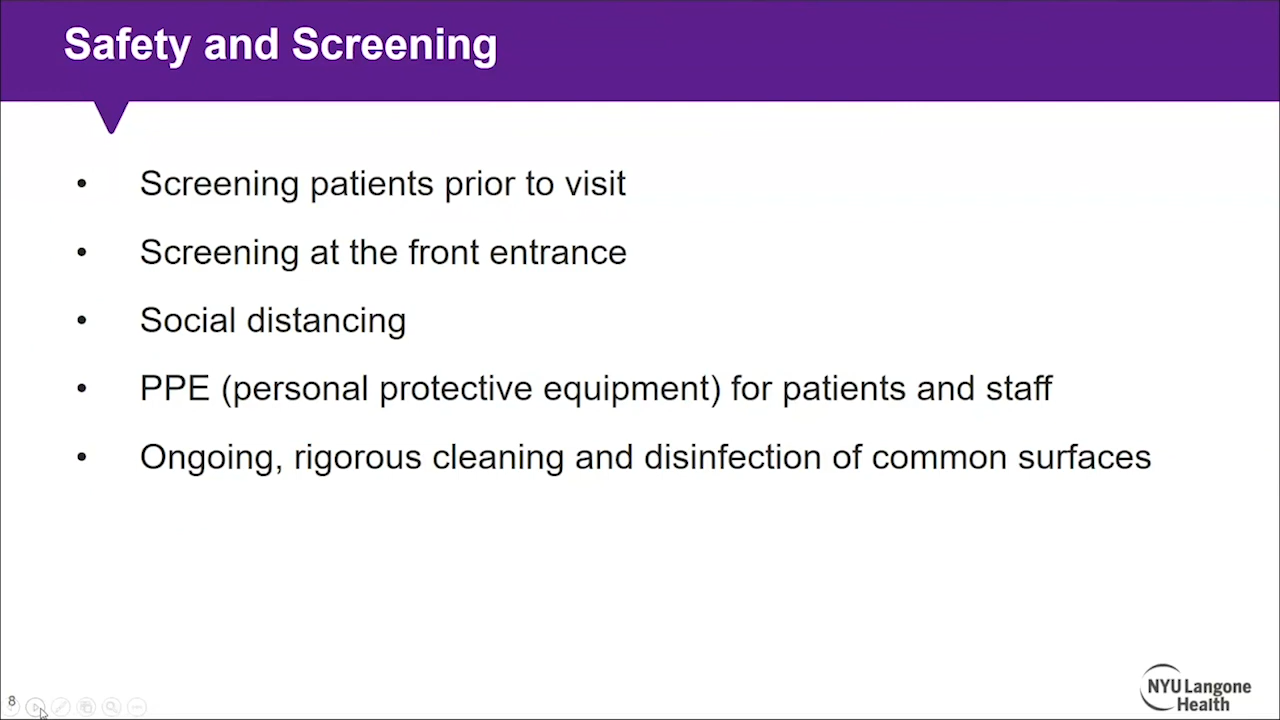 Safety and Screening
• Screening patients prior to visit
• Screening at the front entrance
• Social distancing
• PPE (personal protective equipment) for patients and staff
• Ongoing, rigorous cleaning and disinfection of common surfaces
8
NYU Langone
Health